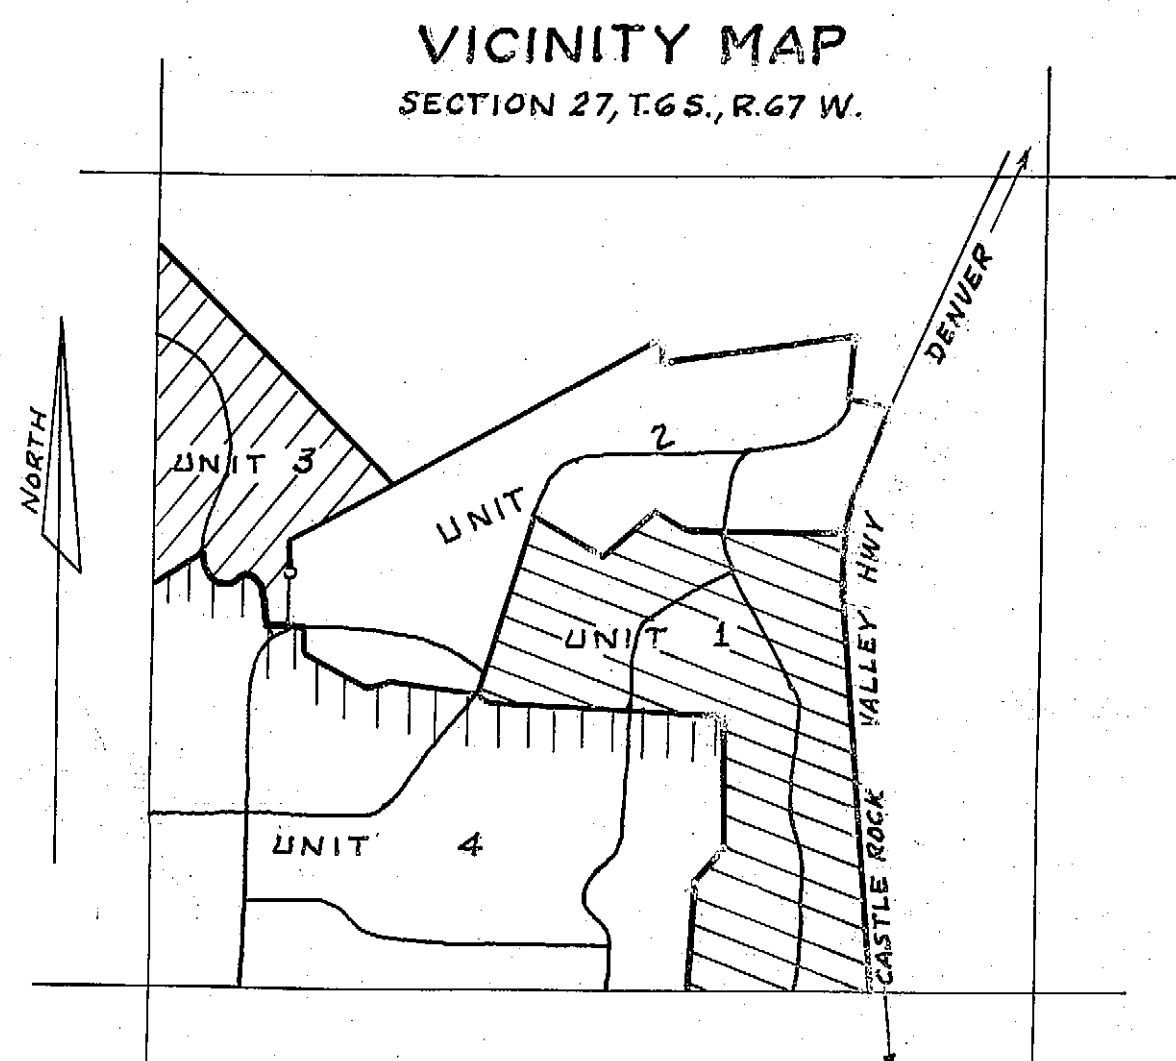 VICINITY MAP
SECTION 27, T.6 S., R.67 W.
DENVER
NORTH
UNIT 3
UNIT 2
VALLEY HWY
UNIT 1
CASTLE ROCK
UNIT 4